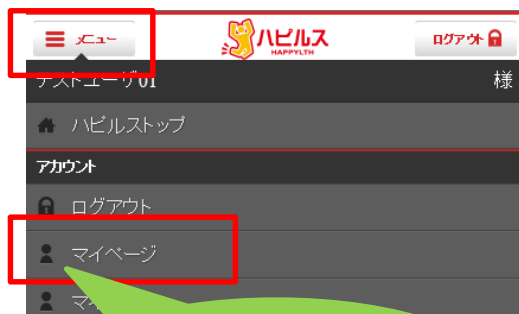 メニュー
ハピルス
HAPPYLTH
ログアウト
テストユーザ01 様
ハピルストップ
アカウント
ログアウト
マイページ
マイ